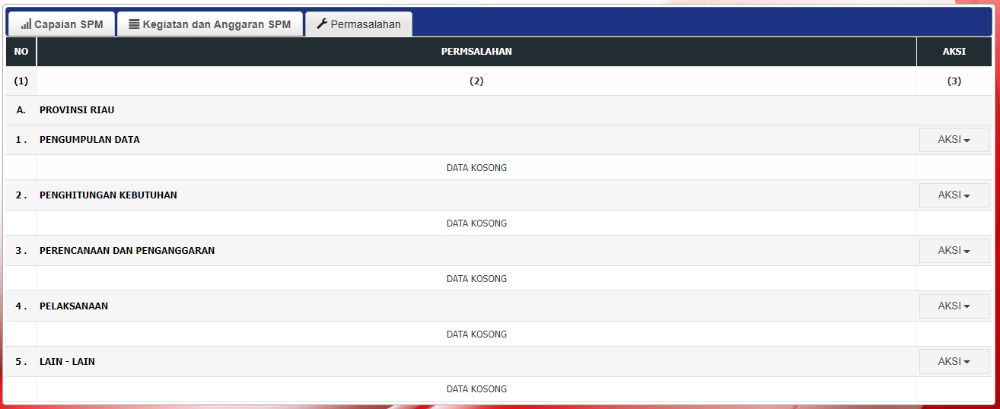 Capaian SPM Kegiatan dan Anggaran SPM Permasalahan
NO PERMSALAHAN AKSI
(1) (2) (3)
A. PROVINSI RIAU
1 . PENGUMPULAN DATA AKSI
DATA KOSONG
2 . PENGHITUNGAN KEBUTUHAN AKSI
DATA KOSONG
3 . PERENCANAAN DAN PENGANGGARAN AKSI
DATA KOSONG
4 . PELAKSANAAN AKSI
DATA KOSONG
5 . LAIN - LAIN AKSI
DATA KOSONG